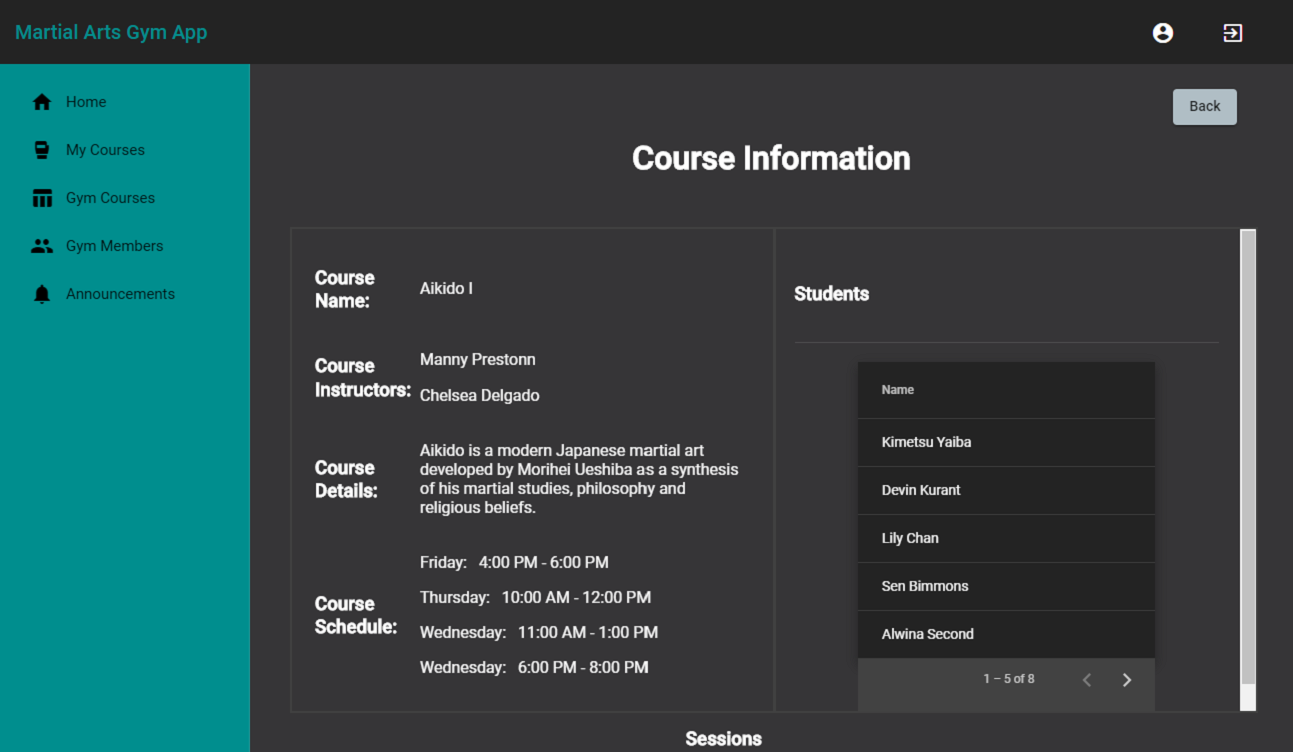 Martial Arts Gym App
Home
My Courses
Gym Courses
Gym Members
Announcements
Back
Course Information
Course
Name:
Aikido I
Course
Instructors:
Manny Prestonn
Chelsea Delgado
Course
Details:
Aikido is a modern Japanese martial art
developed by Morihei Ueshiba as a synthesis
of his martial studies, philosophy and
religious beliefs.
Course
Schedule:
Friday: 4:00 PM - 6:00 PM
Thursday: 10:00 AM - 12:00 PM
Wednesday: 11:00 AM - 1:00 PM
Wednesday: 6:00 PM - 8:00 PM
Students
Name
Kimetsu Yaiba
Devin Kurant
Lily Chan
Sen Bimmons
Alwina Second
1 – 5 of 8
Sessions